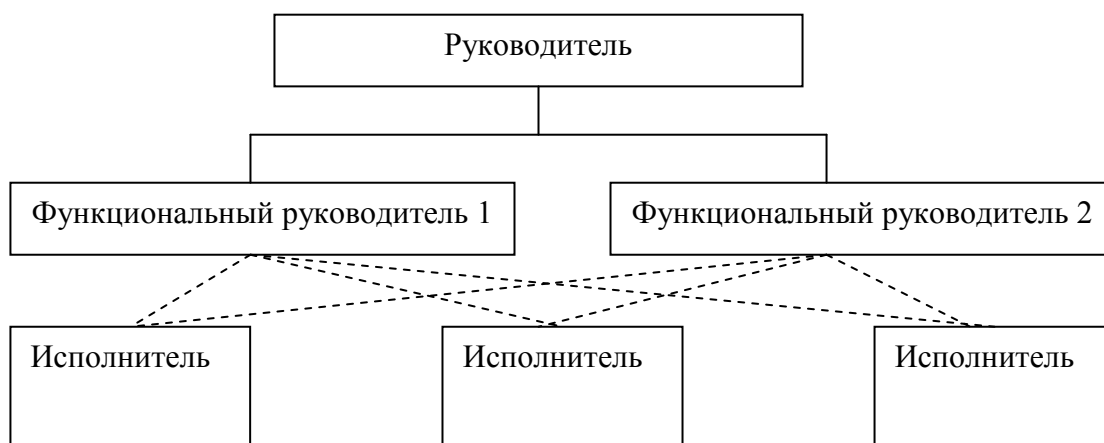 Руководитель
Функциональный руководитель 1
Функциональный руководитель 2
Исполнитель
Исполнитель
Исполнитель